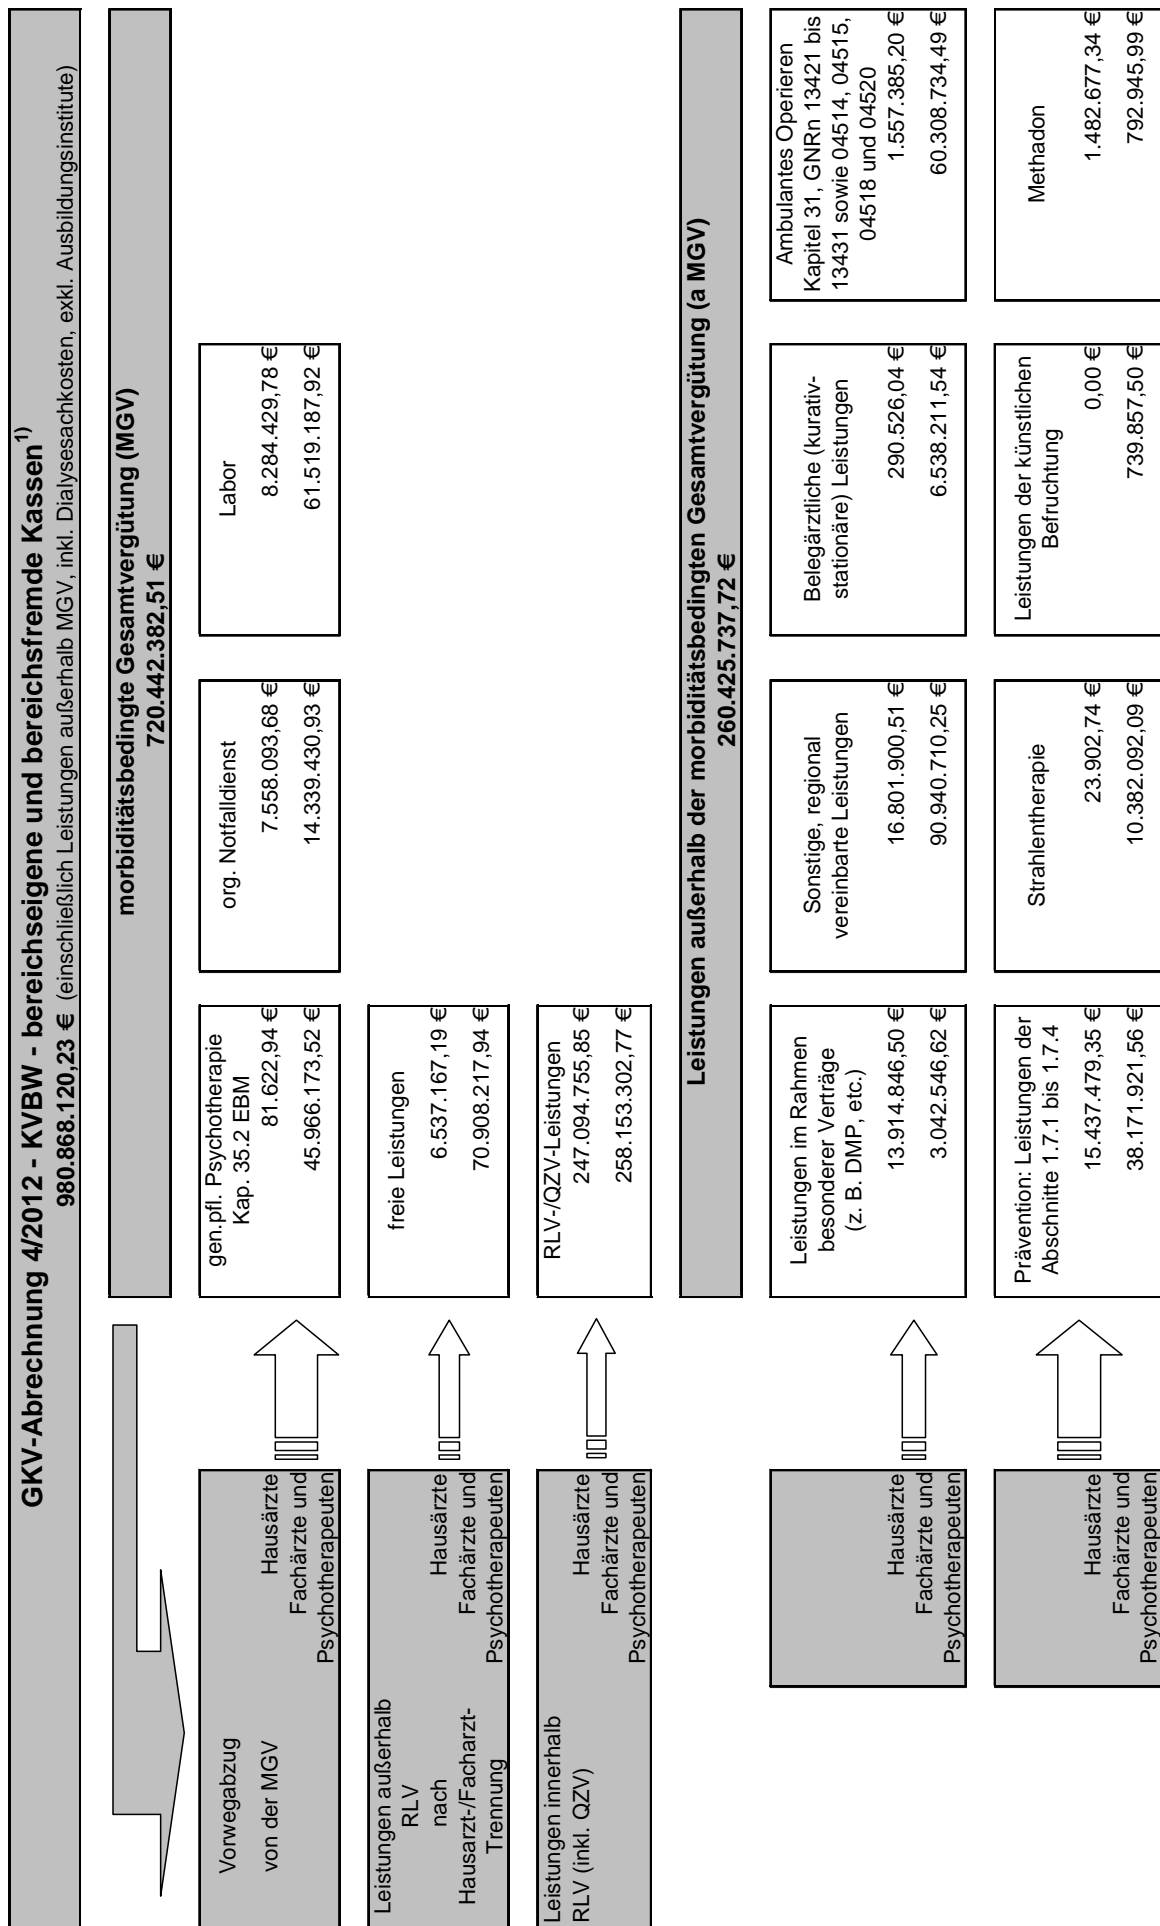 GKV-Abrechnung 4/2012 - KVBW - bereichseigene und bereichsfremde Kassen1)
980.868.120,23 € (einschließlich Leistungen außerhalb MGV, inkl. Dialysesachkosten, exkl. Ausbildungsinstitute)
morbiditätsbedingte Gesamtvergütung (MGV)
720.442.382,51 €
Vorwegabzug
von der MGV
Hausärzte
Fachärzte und
Psychotherapeuten
gen.pfl. Psychotherapie
Kap. 35.2 EBM
81.622,94 €
45.966.173,52 €
org. Notfalldienst
7.558.093,68 €
14.339.430,93 €
Labor
8.284.429,78 €
61.519.187,92 €
Leistungen außerhalb
RLV
nach
Hausarzt-/Facharzt-
Trennung
Hausärzte
Fachärzte und
Psychotherapeuten
freie Leistungen
6.537.167,19 €
70.908.217,94 €
Leistungen innerhalb
RLV (inkl. QZV)
Hausärzte
Fachärzte und
Psychotherapeuten
RLV-/QZV-Leistungen
247.094.755,85 €
258.153.302,77 €
Leistungen außerhalb der morbiditätsbedingten Gesamtvergütung (a MGV)
260.425.737,72 €
Hausärzte
Fachärzte und
Psychotherapeuten
Leistungen im Rahmen
besonderer Verträge
(z. B. DMP, etc.)
13.914.846,50 €
3.042.546,62 €
Sonstige, regional
vereinbarte Leistungen
16.801.900,51 €
90.940.710,25 €
Belegärztliche (kurativ-
stationäre) Leistungen
290.526,04 €
6.538.211,54 €
Ambulantes Operieren
Kapitel 31, GNRn 13421 bis
13431 sowie 04514, 04515,
04518 und 04520
1.557.385,20 €
60.308.734,49 €
Hausärzte
Fachärzte und
Psychotherapeuten
Prävention: Leistungen der
Abschnitte 1.7.1 bis 1.7.4
15.437.479,35 €
38.171.921,56 €
Strahlentherapie
23.902,74 €
10.382.092,09 €
Leistungen der künstlichen
Befruchtung
0,00 €
739.857,50 €
Methadon
1.482.677,34 €
792.945,99 €